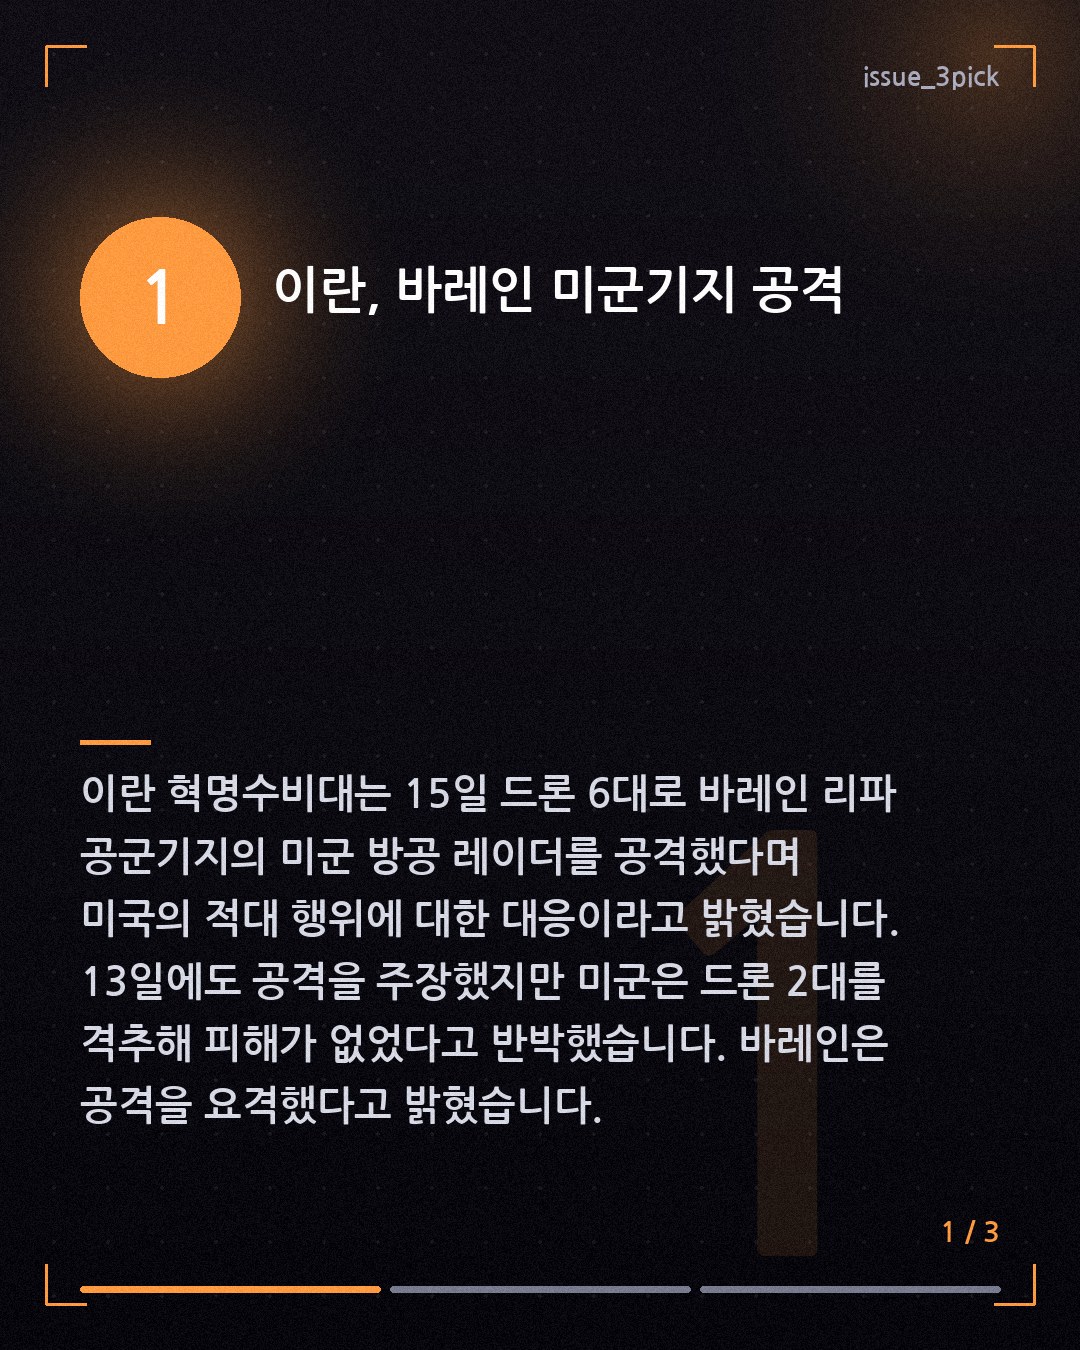 issue_3pick
1
이란, 바레인 미군기지 공격
이란 혁명수비대는 15일 드론 6대로 바레인 리파
공군기지의 미군 방공 레이더를 공격했다며
미국의 적대 행위에 대한 대응이라고 밝혔습니다.
13일에도 공격을 주장했지만 미군은 드론 2대를
격추해 피해가 없었다고 반박했습니다. 바레인은
공격을 요격했다고 밝혔습니다.
1
1 / 3